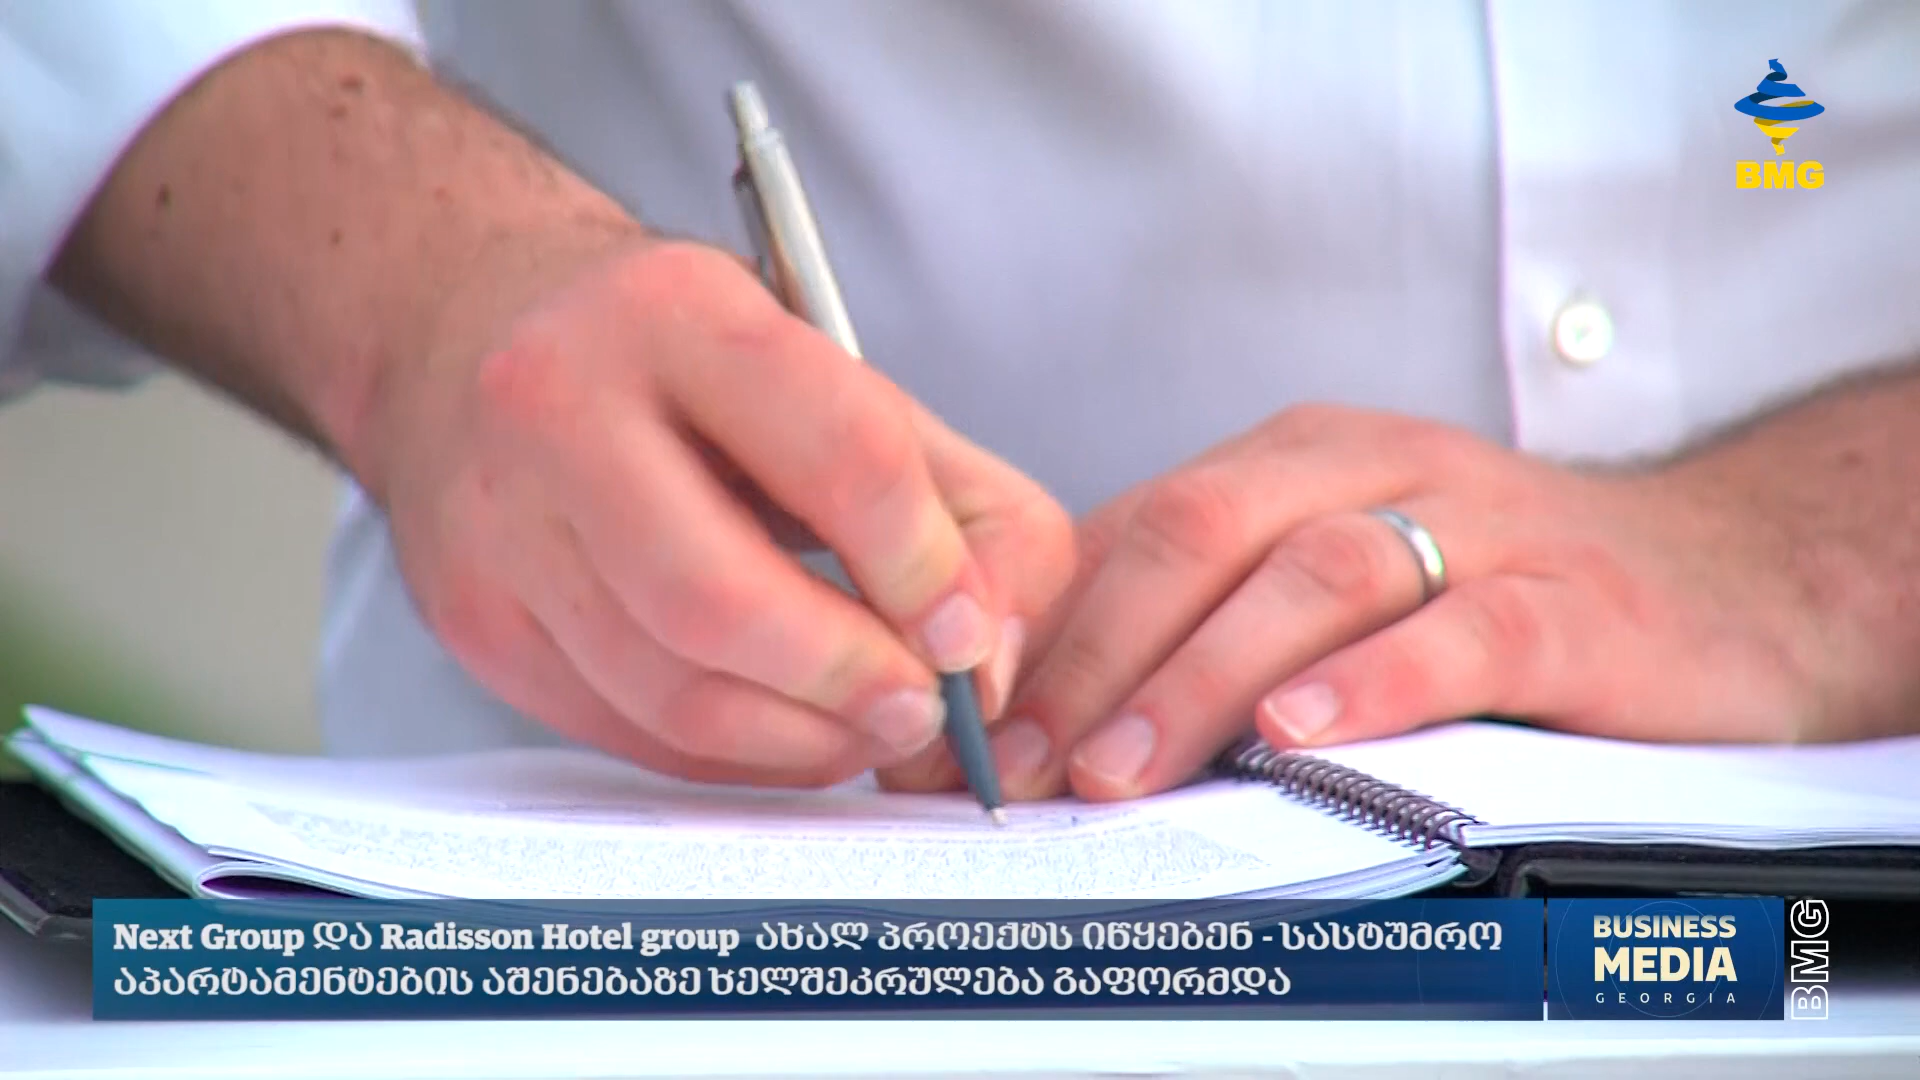 BMG
Next Group და Radisson Hotel group ახალ პროექტს იწყებენ - სასტუმრო
აპარტამენტების აშენებაზე ხელშეკრულება გაფორმდა
BUSINESS
MEDIA
GEORGIA
BMG